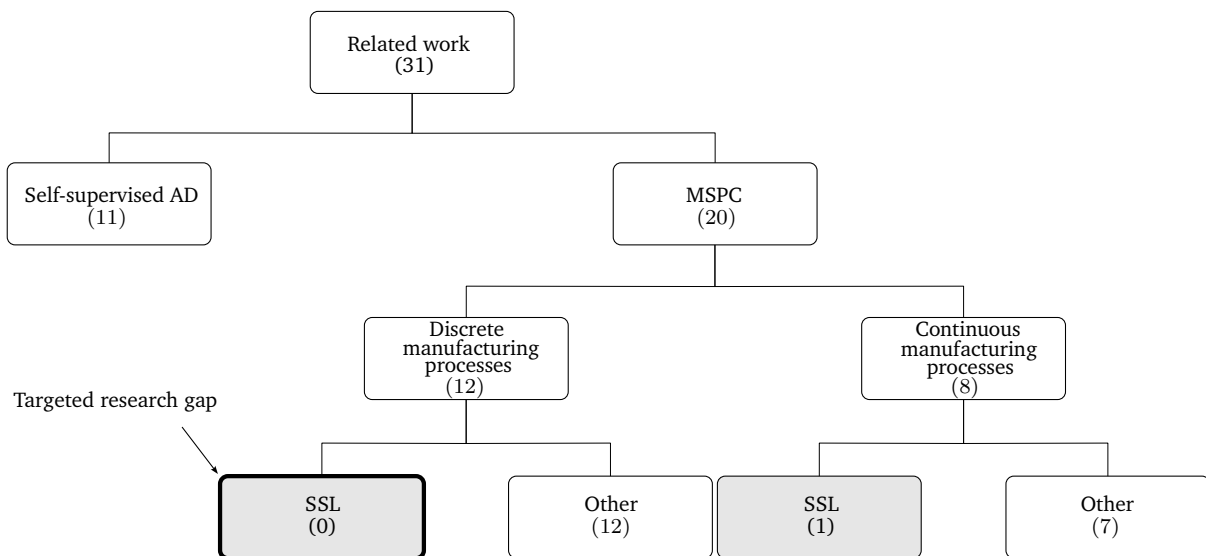 Related work
(31)
Self-supervised AD
(11)
MSPC
(20)
Discrete
manufacturing
processes
(12)
Continuous
manufacturing
processes
(8)
Targeted research gap
SSL
(0)
Other
(12)
SSL
(1)
Other
(7)